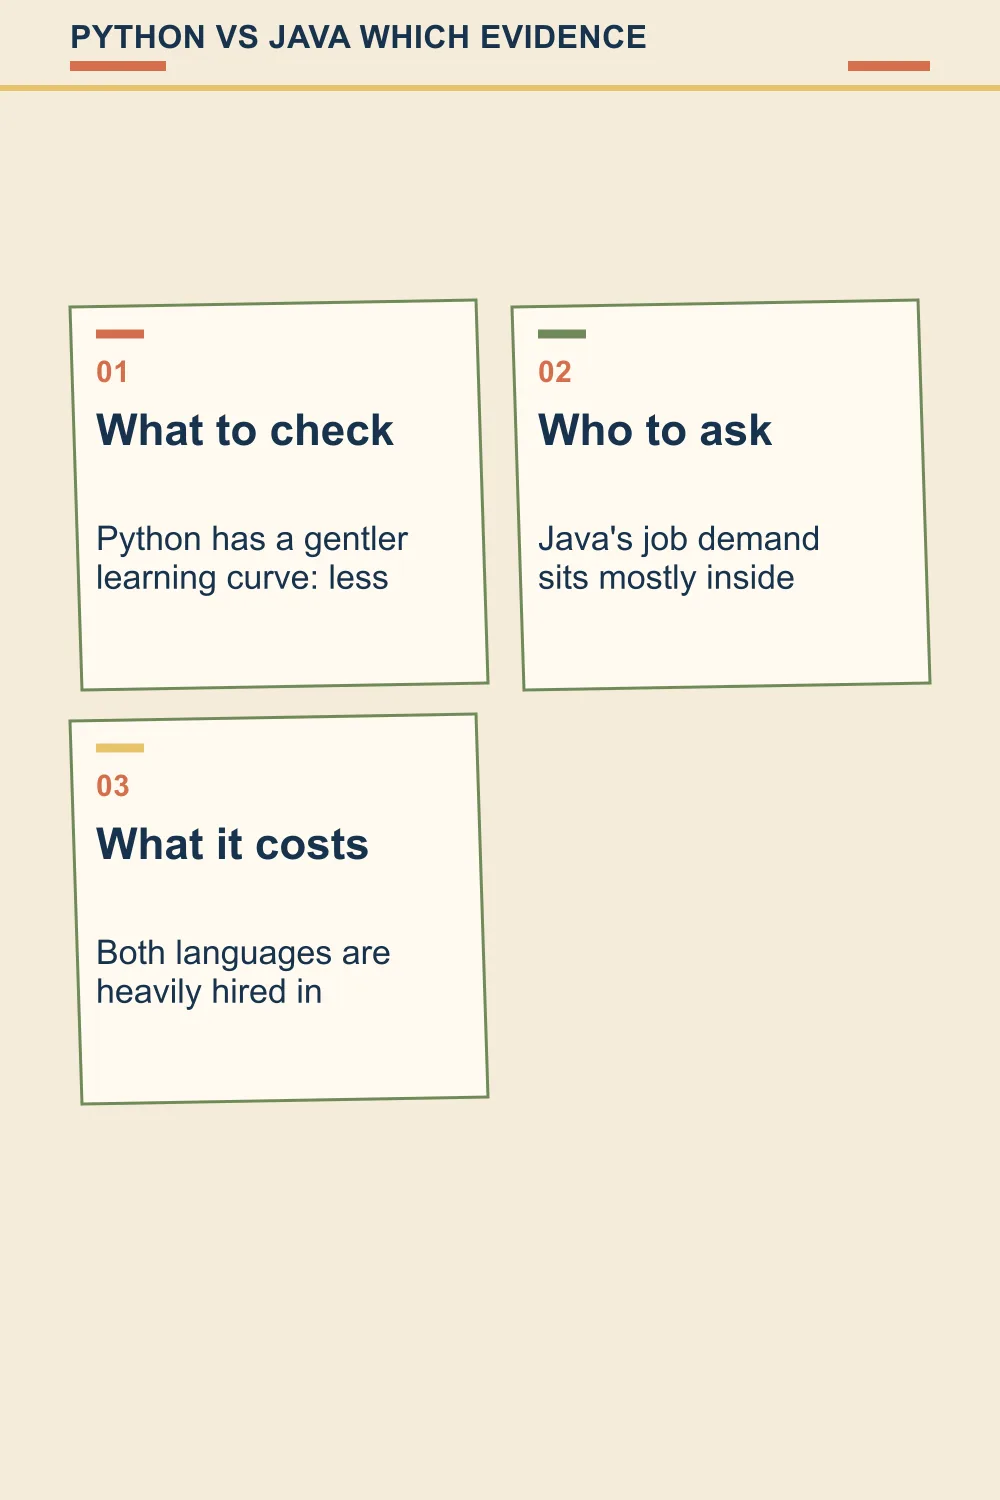 PYTHON VS JAVA WHICH EVIDENCE
01
What to check
Python has a gentler
learning curve: less
02
Who to ask
Java's job demand
sits mostly inside
03
What it costs
Both languages are
heavily hired in